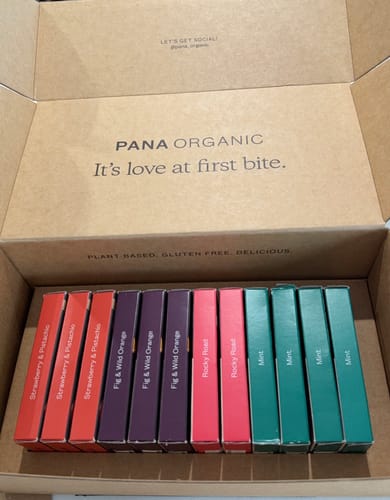 LET'S GET SOCIAL!
@pana_organic
PANA ORGANIC
It's love at first bite.
PLANT-BASED. GLUTEN FREE. DELICIOUS.
Strawberry & Pistachio
Strawberry & Pistachio
Strawberry & Pistachio
Fig & Wild Orange
Fig & Wild Orange
Fig & Wild Orange
Rocky Road
Rocky Road
Mint
Mint
Mint
Mint